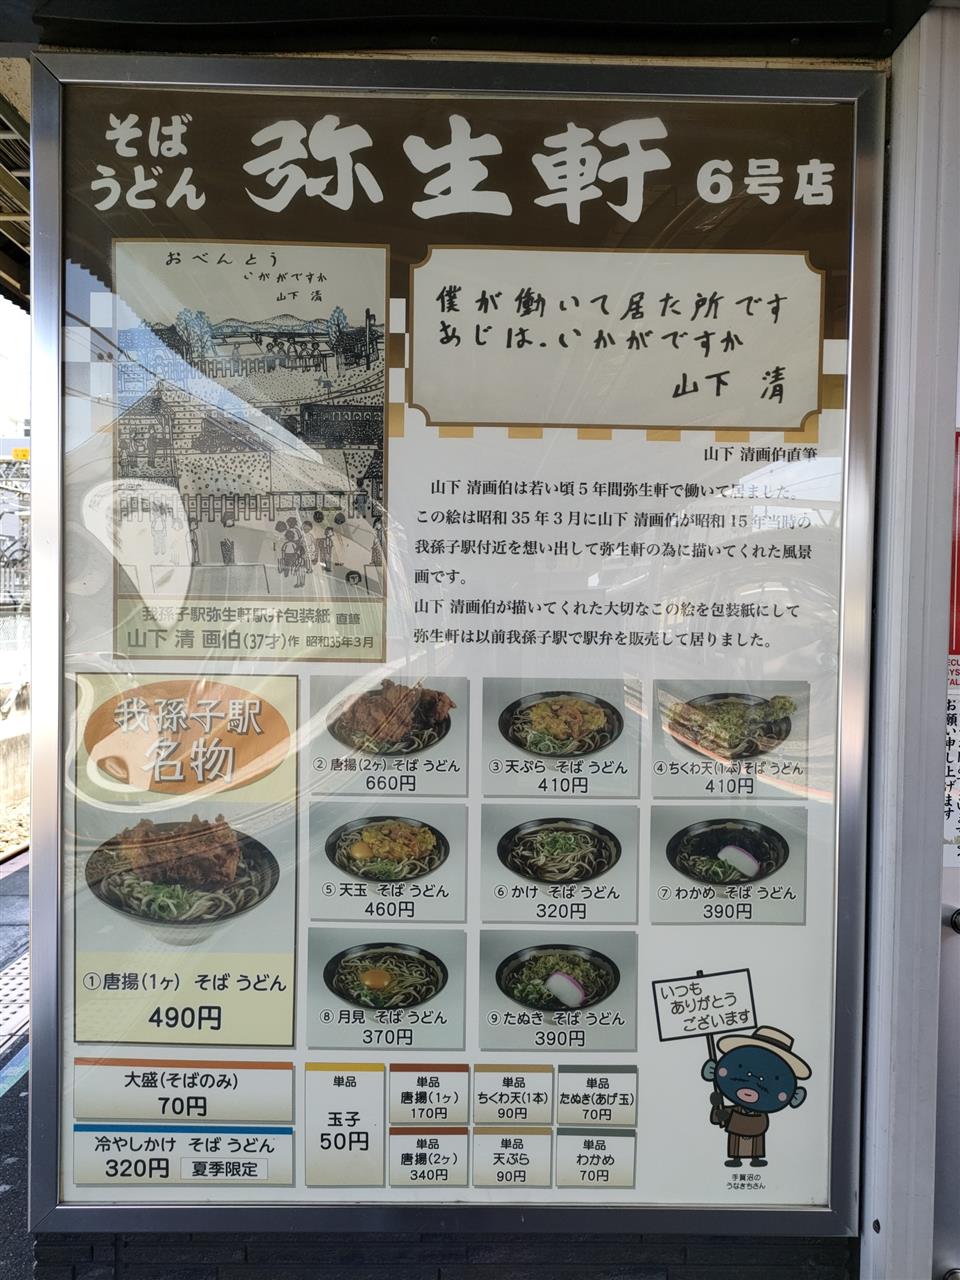 そば
うどん
弥生軒 6号店
おべんとう
いかがですか
山下 清
我孫子駅弥生軒駅弁包装紙 直筆
山下 清 画伯(37才)作 昭和35年3月
僕が働いて居た所です
あじは、いかがですか
山下 清
山下 清画伯直筆
山下 清画伯は若い頃5年間弥生軒で働いて居ました。
この絵は昭和35年3月に山下 清画伯が昭和15年当時の
我孫子駅付近を想い出して弥生軒の為に描いてくれた風景
画です。
山下 清画伯が描いてくれた大切なこの絵を包装紙にして
弥生軒は以前我孫子駅で駅弁を販売して居りました。
我孫子駅
名物
①唐揚(1ヶ) そば うどん
490円
②唐揚(2ヶ) そば うどん
660円
③天ぷら そば うどん
410円
④ちくわ天(1本)そば うどん
410円
⑤天玉 そば うどん
460円
⑥かけ そば うどん
320円
⑦わかめ そば うどん
390円
⑧月見 そば うどん
370円
⑨たぬき そば うどん
390円
いつも
ありがとう
ございます
手賀沼の
うなきちさん
大盛(そばのみ)
70円
冷やしかけ そば うどん
320円 夏季限定
単品
玉子
50円
単品
唐揚(1ヶ)
170円
単品
ちくわ天(1本)
90円
単品
たぬき(あげ玉)
70円
単品
唐揚(2ヶ)
340円
単品
天ぷら
90円
単品
わかめ
70円
お願い申し上げます